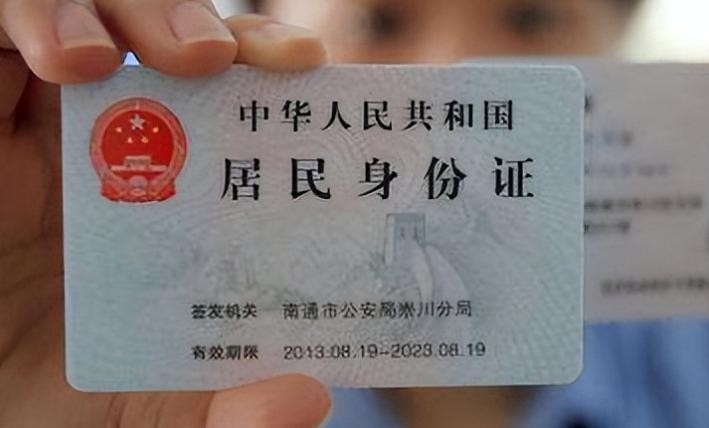 中华人民共和国
居民身份证
签发机关 南通市公安局崇川分局
有效期限 2013.08.19-2023.08.19